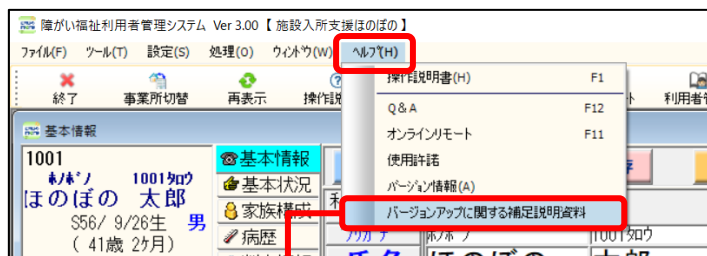 障がい福祉利用者管理システム Ver 3.00【 施設入所支援ほのぼの 】
ﾌｧｲﾙ(F) ﾂｰﾙ(T) 設定(S) 処理(O) ｳｨﾝﾄﾞｳ(W) ﾍﾙﾌﾟ(H)
終了 事業所切替 再表示
操作説明書(H) F1
Q&A F12
オンラインリモート F11
使用許諾
ﾊﾞｰｼﾞｮﾝ情報(A)
バージョンアップに関する補足説明資料
基本情報
1001
ﾎﾉﾎﾞﾉ 1001ﾀﾛｳ
ほのぼの 太郎
S56/ 9/26生 男
( 41歳 2ｹ月)
☎基本情報
基本状況
家族構成
病歴
ﾌﾘｶﾞﾅ ﾎﾉﾎﾞﾉ 1001ﾀﾛｳ